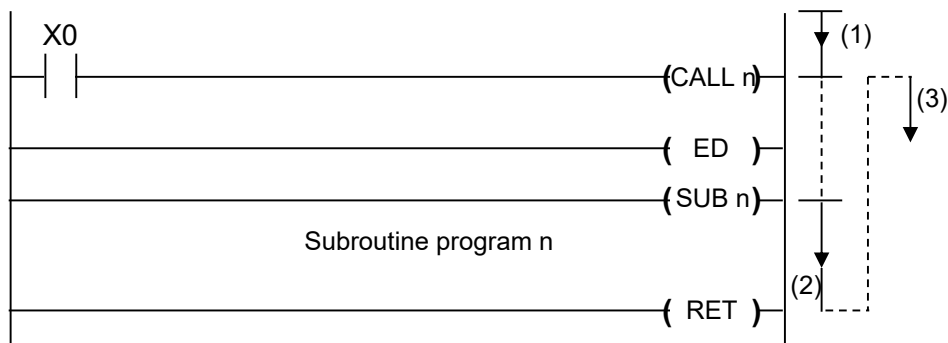 X0
(1)
(CALL n)
(3)
( ED )
(SUB n)
Subroutine program n
(2)
( RET )